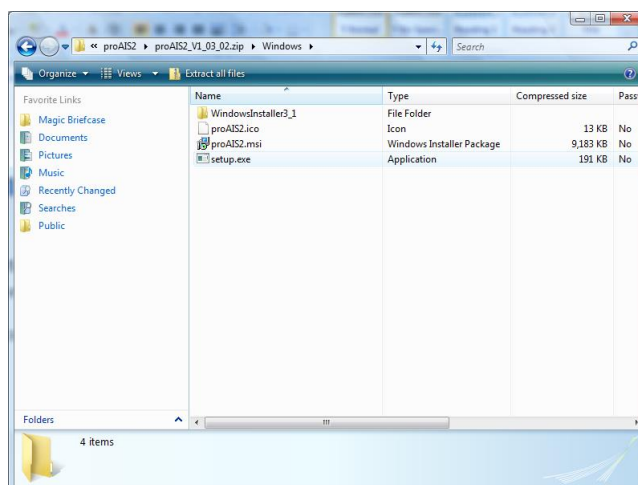 « proAIS2 ▸ proAIS2_V1_03_02.zip ▸ Windows ▸
Search
Organize Views Extract all files
Favorite Links
Magic Briefcase
Documents
Pictures
Music
Recently Changed
Searches
Public
Folders
Name Type Compressed size Pass
WindowsInstaller3_1 File Folder
proAIS2.ico Icon 13 KB No
proAIS2.msi Windows Installer Package 9,183 KB No
setup.exe Application 191 KB No
4 items